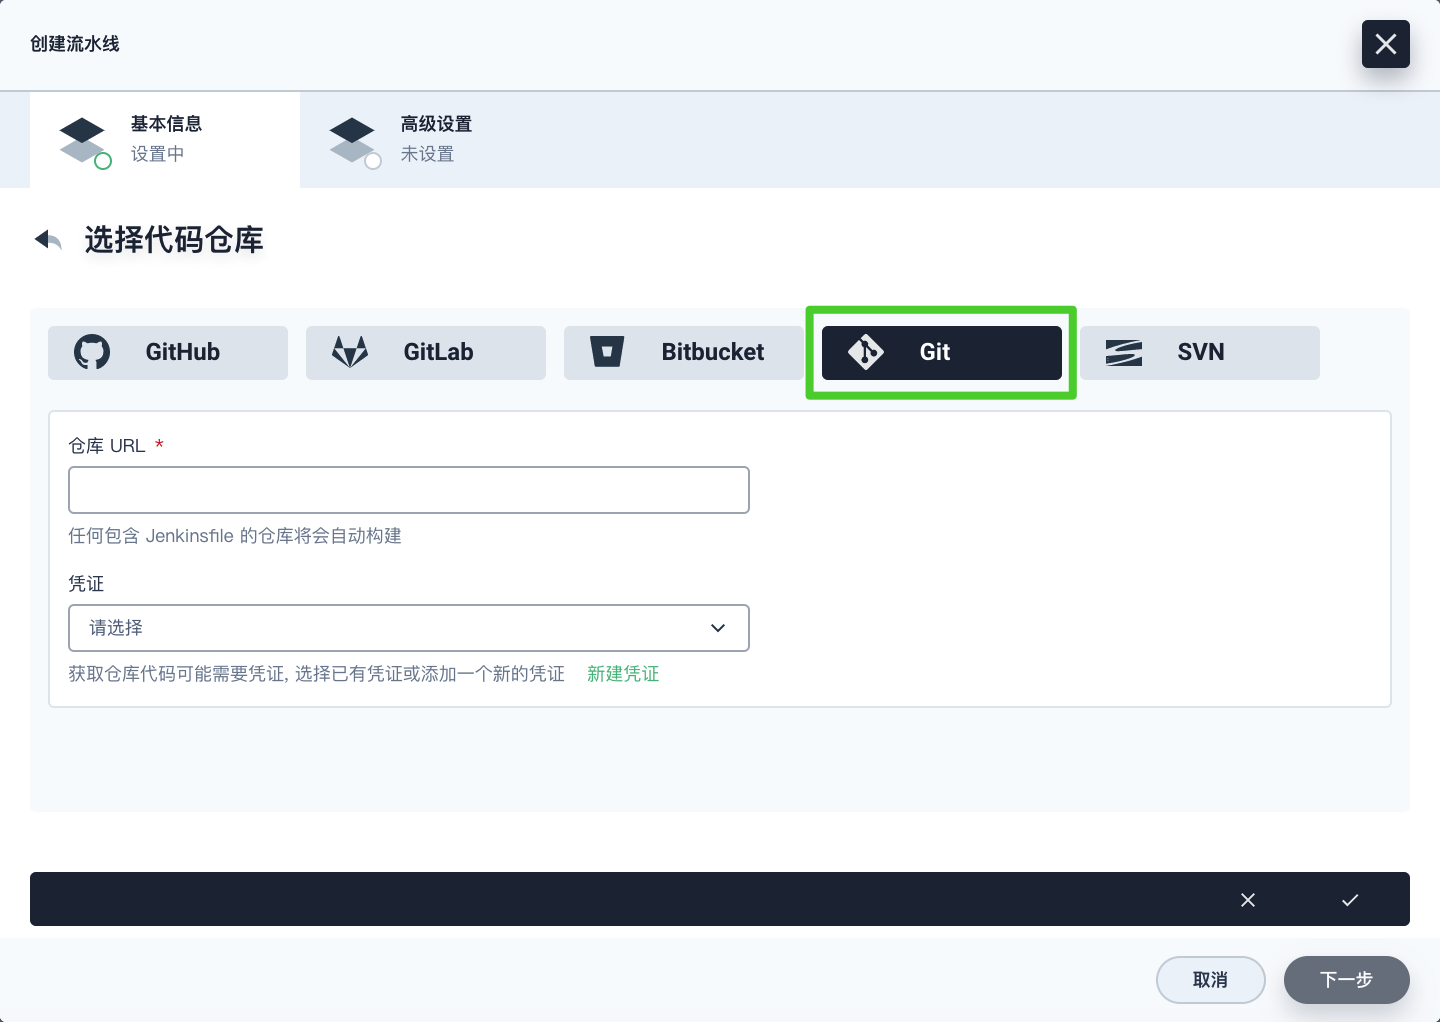 创建流水线
基本信息
设置中
高级设置
未设置
选择代码仓库
GitHub
GitLab
Bitbucket
Git
SVN
仓库 URL *
任何包含 Jenkinsfile 的仓库将会自动构建
凭证
请选择
获取仓库代码可能需要凭证, 选择已有凭证或添加一个新的凭证 新建凭证
取消
下一步